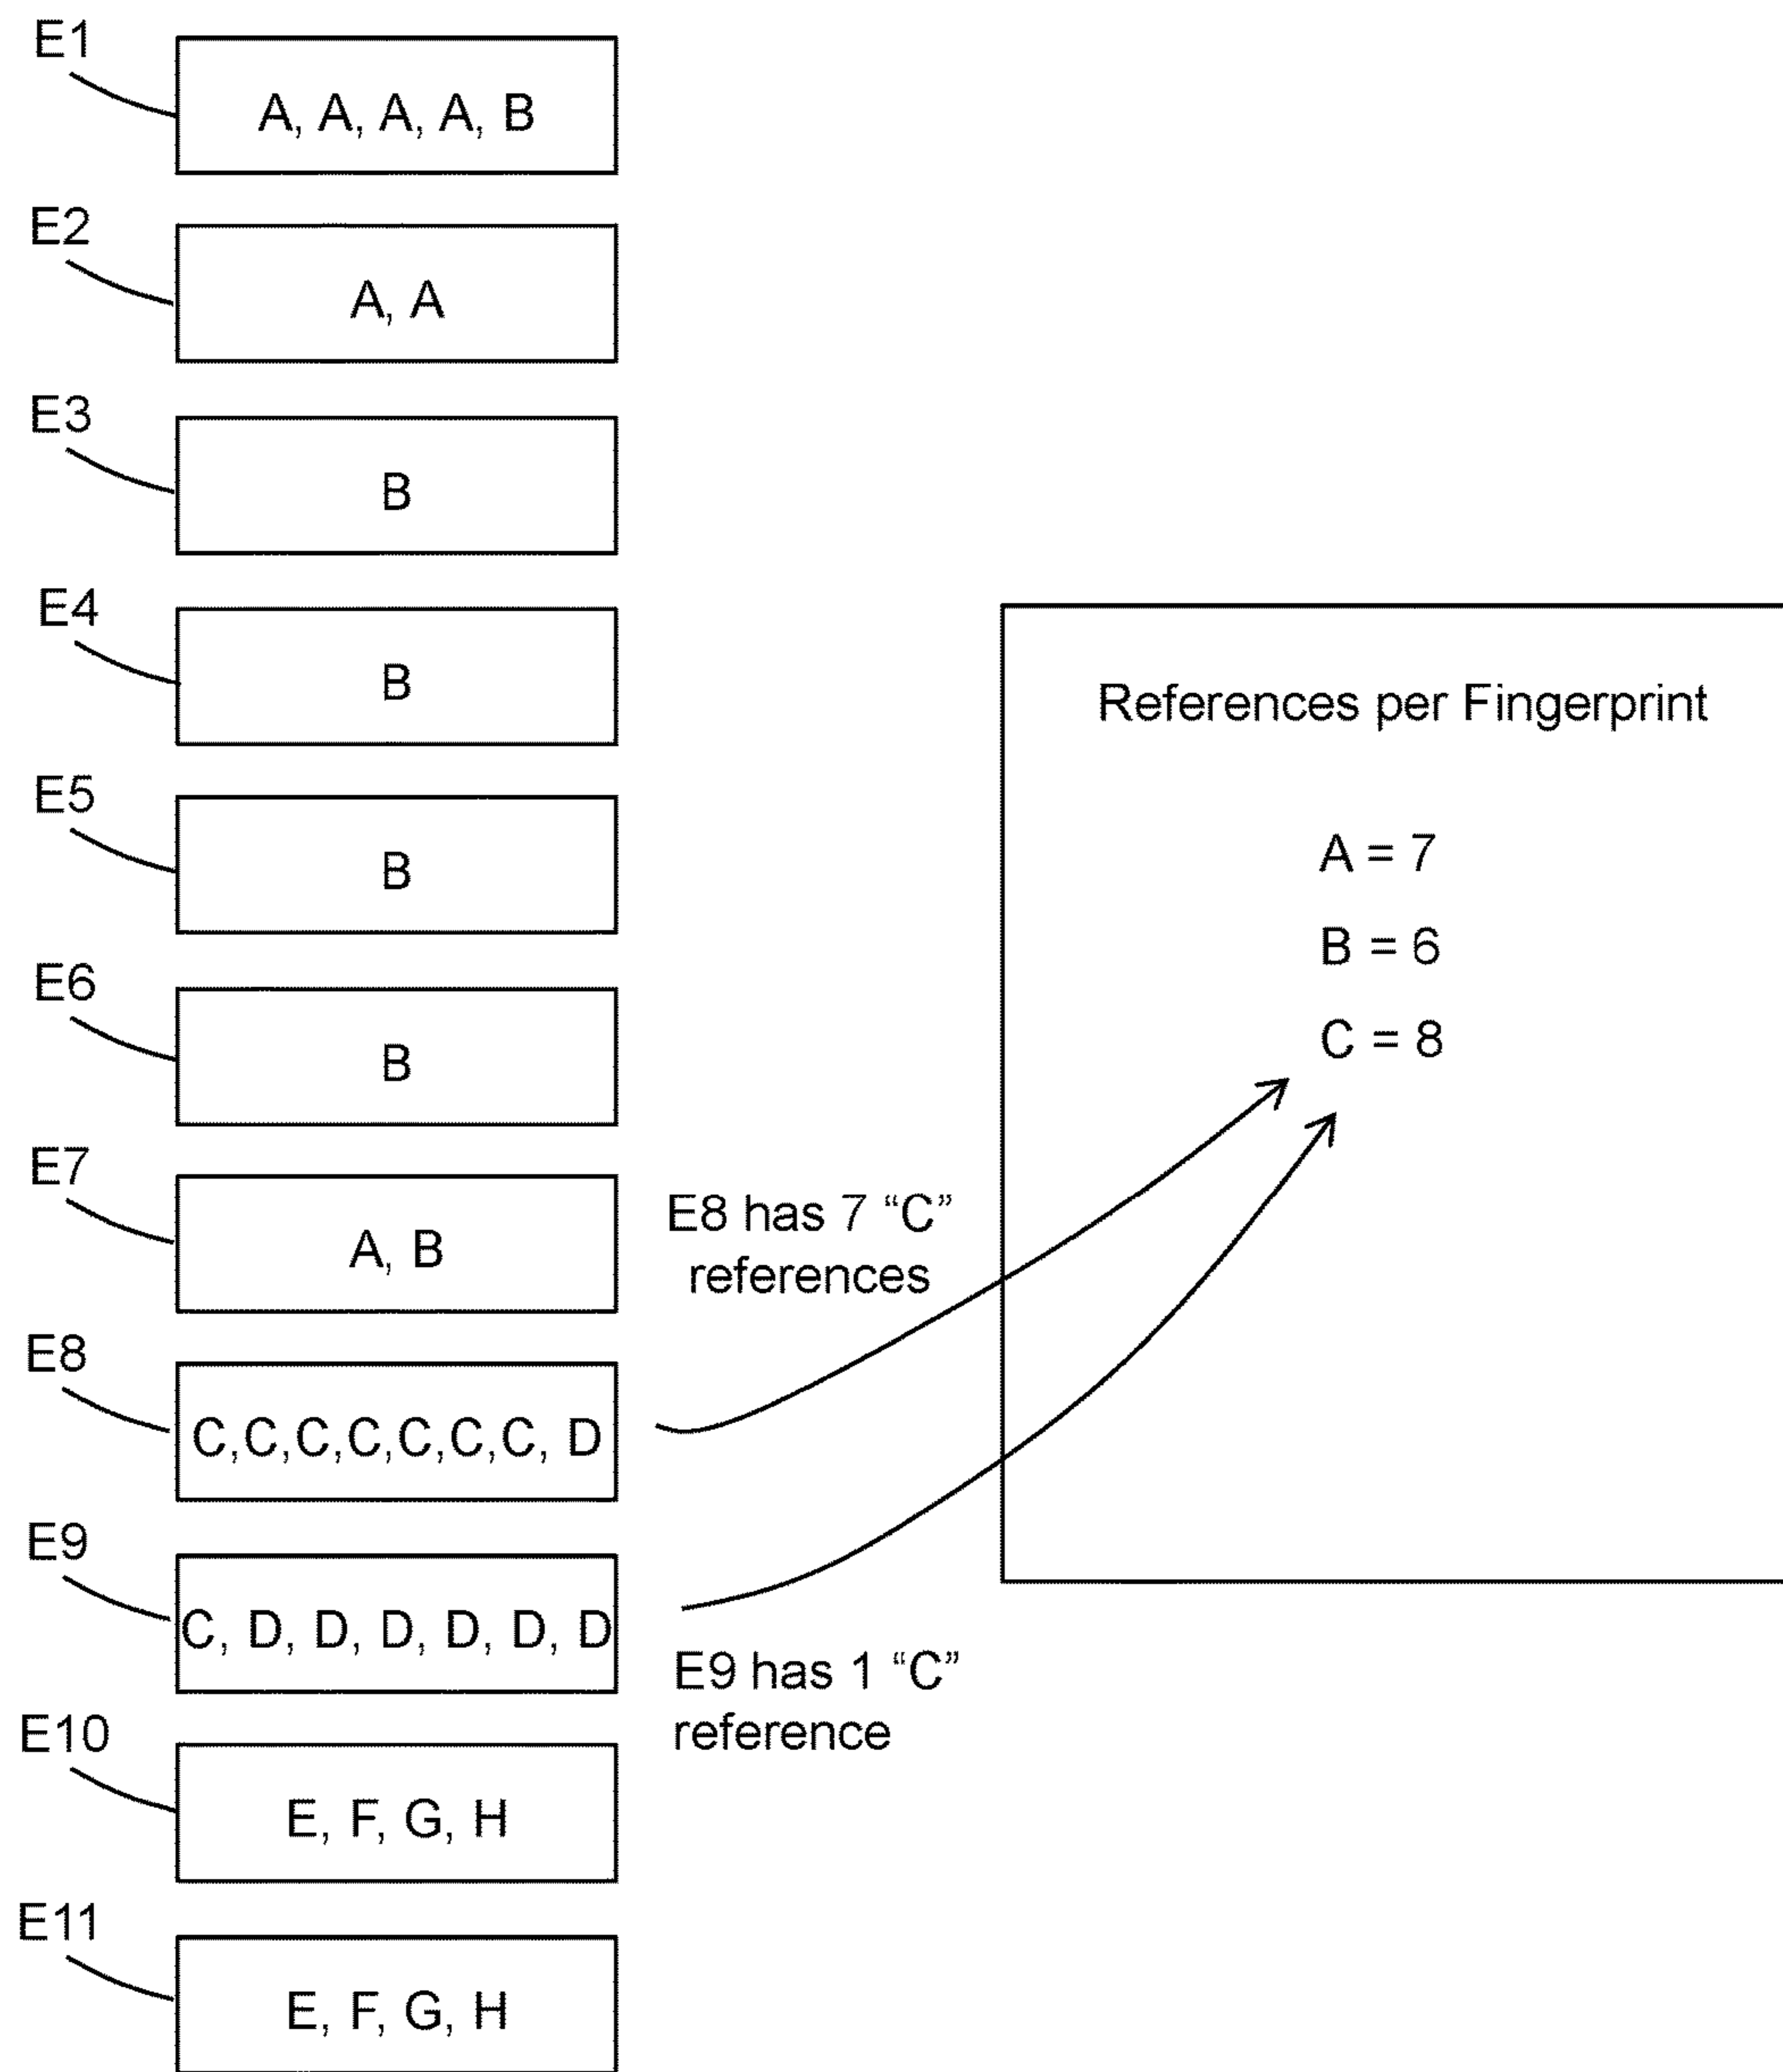 E1
A, A, A, A, B
E2
A, A
E3
B
E4
B
E5
B
E6
B
E7
A, B
E8
C,C,C,C,C,C,C, D
E9
C, D, D, D, D, D, D
E10
E, F, G, H
E11
E, F, G, H
E8 has 7 “C”
references
E9 has 1 “C”
reference
References per Fingerprint
A = 7
B = 6
C = 8